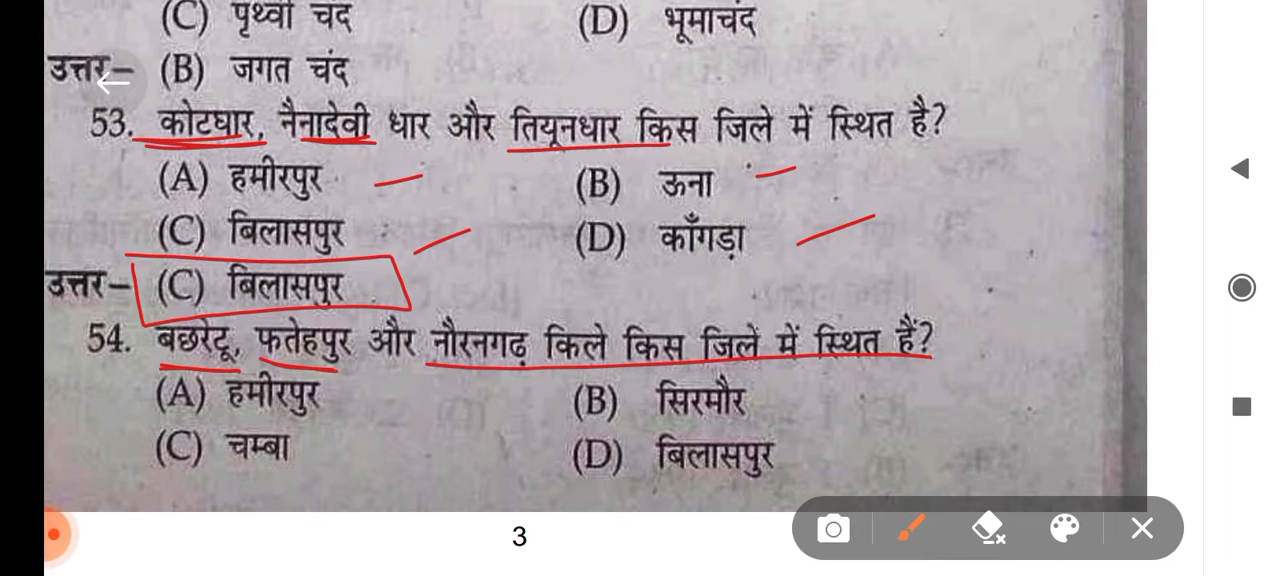 (C) पृथ्वी चंद (D) भूमाचंद
उत्तर– (B) जगत चंद
53. कोटघार, नैनादेवी धार और तियूनधार किस जिले में स्थित है?
(A) हमीरपुर (B) ऊना
(C) बिलासपुर (D) काँगड़ा
उत्तर– (C) बिलासपुर
54. बछरेटू, फतेहपुर और नौरनगढ़ किले किस जिले में स्थित हैं?
(A) हमीरपुर (B) सिरमौर
(C) चम्बा (D) बिलासपुर
3